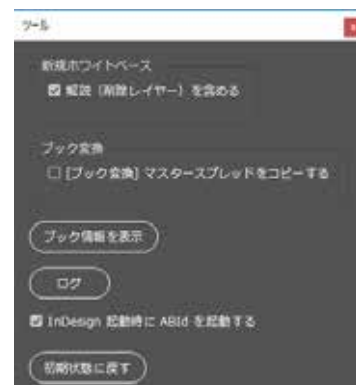 ツール
新規ホワイトベース
解説（削除レイヤー）を含める
ブック変換
[ブック変換] マスタースプレッドをコピーする
ブック情報を表示
ログ
InDesign 起動時に ABId を起動する
初期状態に戻す